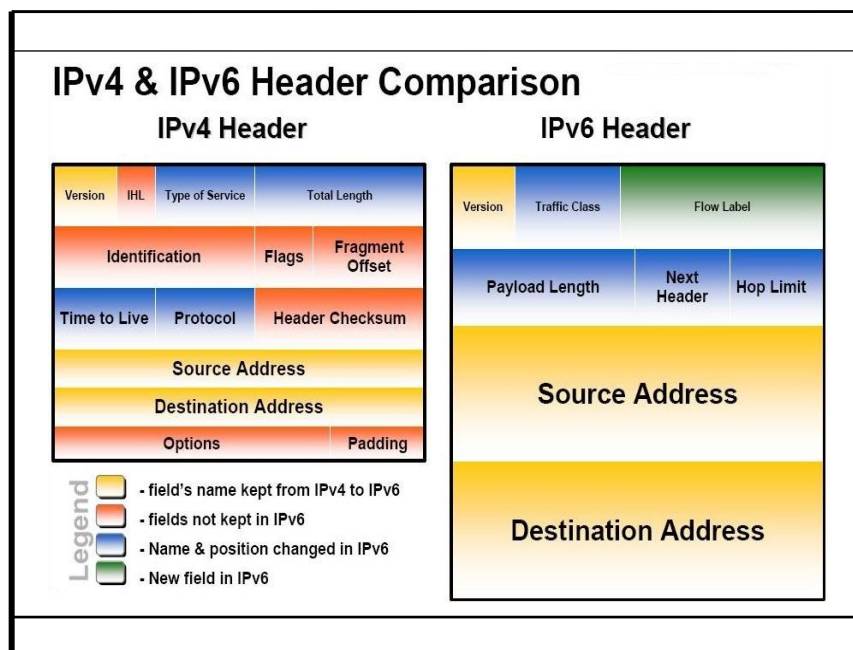 IPv4 & IPv6 Header Comparison
IPv4 Header
Version IHL Type of Service Total Length
Identification Flags Fragment
Offset
Time to Live Protocol Header Checksum
Source Address
Destination Address
Options Padding
Legend
- field's name kept from IPv4 to IPv6
- fields not kept in IPv6
- Name & position changed in IPv6
- New field in IPv6
IPv6 Header
Version Traffic Class Flow Label
Payload Length Next
Header Hop Limit
Source Address
Destination Address